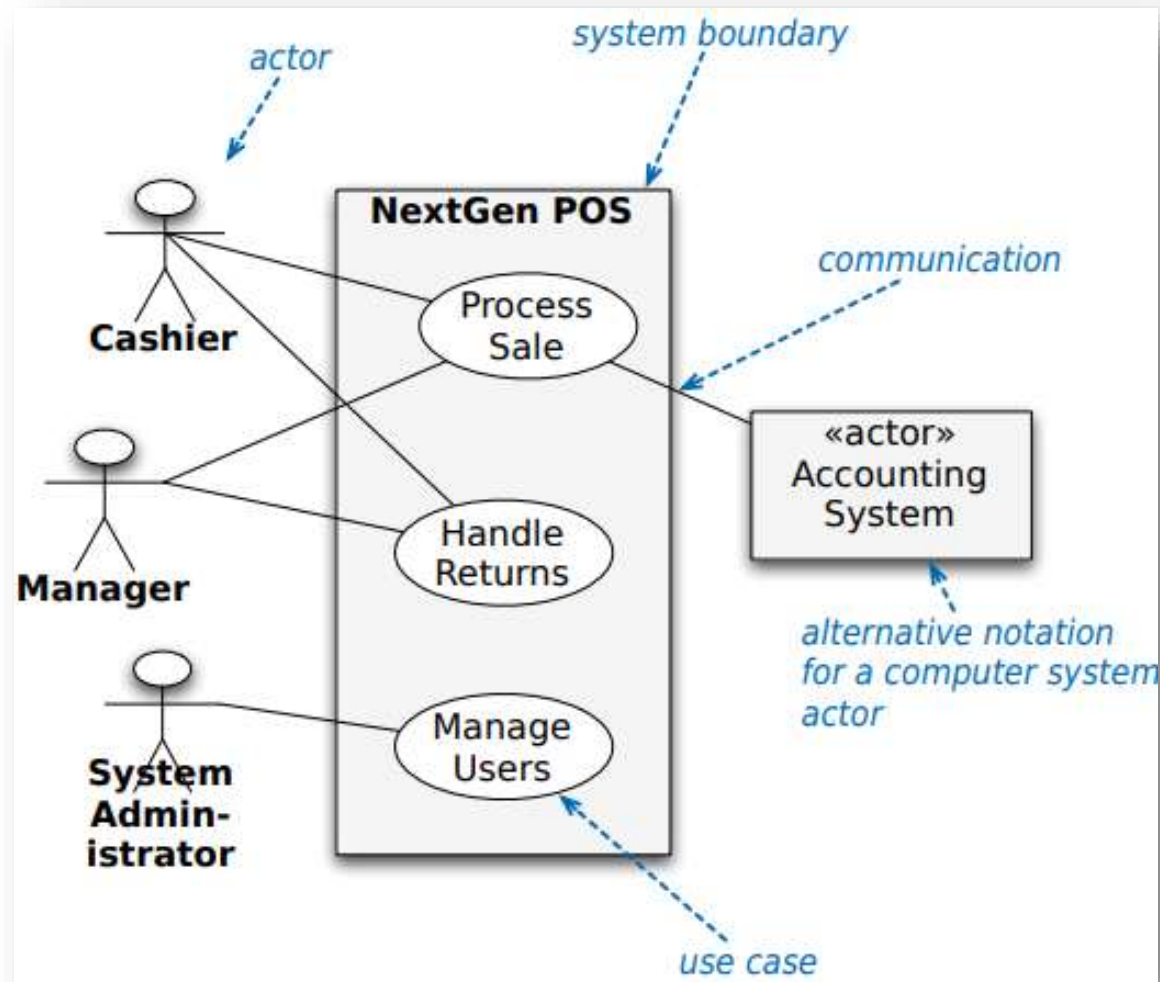 system boundary
actor
NextGen POS
communication
Process
Sale
Cashier
«actor»
Accounting
System
Handle
Returns
Manager
alternative notation
for a computer system
actor
Manage
Users
System
Admin-
istrator
use case